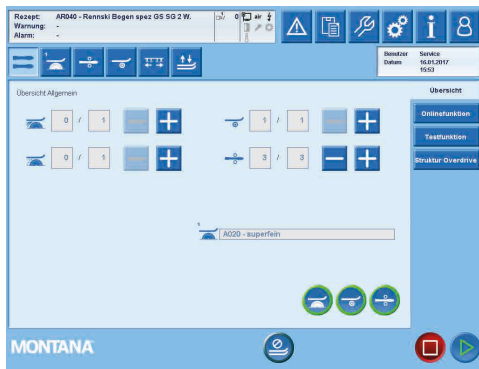 Rezept: AR040 - Rennski Bogen spez GS SG 2 W.
Warnung: -
Alarm: -
0
air
1
Benutzer Service
Datum 16.01.2017
15:53
Übersicht Allgemein
Übersicht
0 / 1
1 / 1
Onlinefunktion
Testfunktion
0 / 1
3 / 3
Struktur Overdrive
1
A020 - superfein
MONTANA